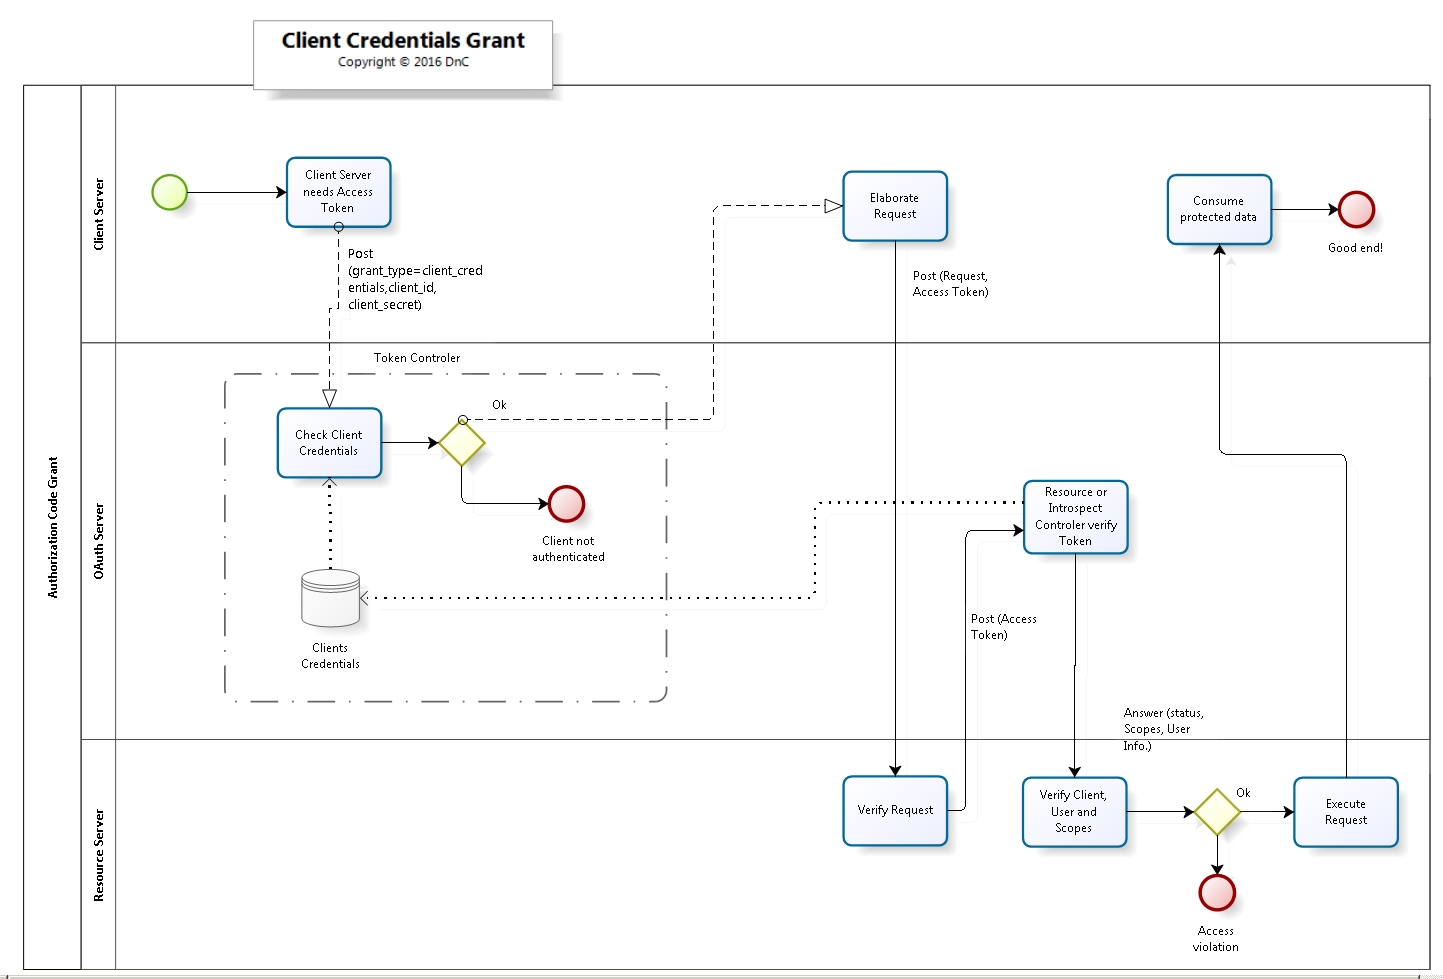 Client Credentials Grant
Copyright © 2016 DnC
Authorization Code Grant
Client Server
Client Server
needs Access
Token
Post
(grant_type=client_cred
entials,client_id,
client_secret)
Elaborate
Request
Post (Request,
Access Token)
Consume
protected data
Good end!
OAuth Server
Token Controler
Check Client
Credentials
Ok
Client not
authenticated
Clients
Credentials
Resource or
Introspect
Controler verify
Token
Post (Access
Token)
Answer (status,
Scopes, User
Info.)
Resource Server
Verify Request
Verify Client,
User and
Scopes
Ok
Execute
Request
Access
violation